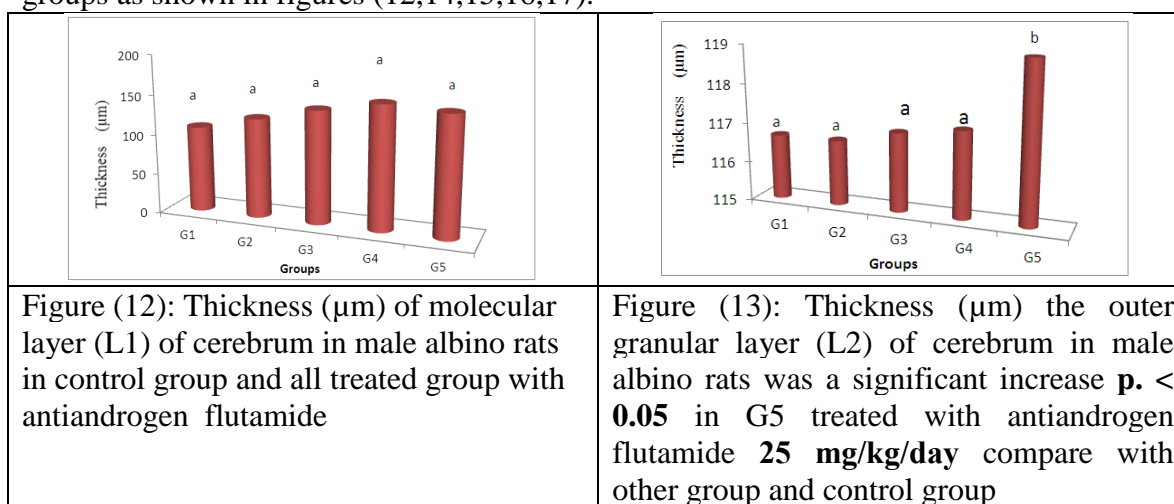 groups as shown in figures (12,14,15,16,17).
200
150
100
50
0
Thickness (µm)
a
a
a
a
a
G1
G2
G3
G4
G5
Groups
119
118
117
116
115
Thickness (µm)
a
a
a
a
b
G1
G2
G3
G4
G5
Groups
Figure (12): Thickness (µm) of molecular
layer (L1) of cerebrum in male albino rats
in control group and all treated group with
antiandrogen flutamide
Figure (13): Thickness (µm) the outer
granular layer (L2) of cerebrum in male
albino rats was a significant increase p. <
0.05 in G5 treated with antiandrogen
flutamide 25 mg/kg/day compare with
other group and control group